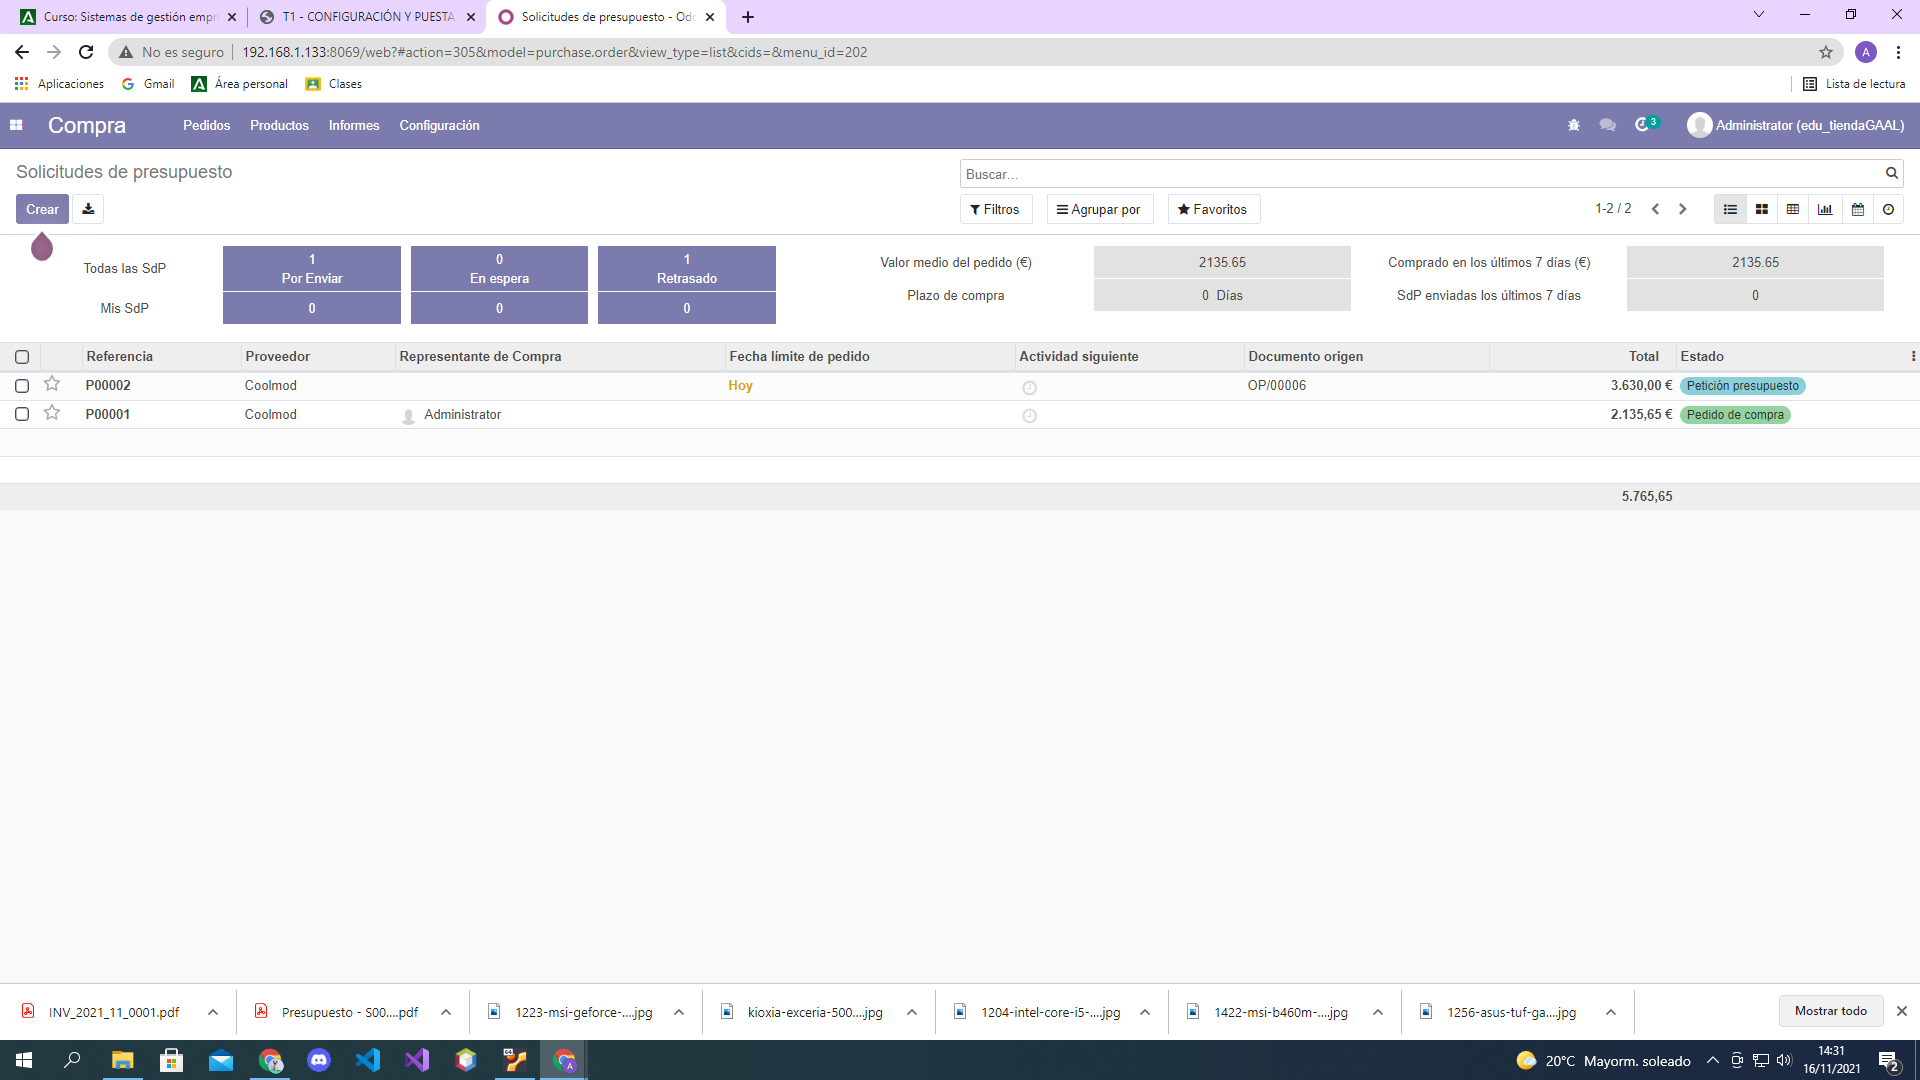 Curso: Sistemas de gestión empr
T1 - CONFIGURACIÓN Y PUESTA
Solicitudes de presupuesto - Odo
No es seguro
192.168.1.133:8069/web?#action=305&model=purchase.order&view_type=list&cids=&menu_id=202
A
Aplicaciones
Gmail
Área personal
Clases
Lista de lectura
Compra
Pedidos
Productos
Informes
Configuración
3
Administrator (edu_tiendaGAAL)
Solicitudes de presupuesto
Buscar...
Crear
Filtros
Agrupar por
Favoritos
1-2 / 2
Todas las SdP
1
Por Enviar
0
En espera
1
Retrasado
Mis SdP
0
0
0
Valor medio del pedido (€)
2135.65
Comprado en los últimos 7 días (€)
2135.65
Plazo de compra
0 Días
SdP enviadas los últimos 7 días
0
Referencia Proveedor Representante de Compra Fecha límite de pedido Actividad siguiente Documento origen Total Estado
P00002 Coolmod Hoy OP/00006 3.630,00 € Petición presupuesto
P00001 Coolmod Administrator 2.135,65 € Pedido de compra
5.765,65
INV_2021_11_0001.pdf
Presupuesto - S00....pdf
1223-msi-geforce-....jpg
kioxia-exceria-500....jpg
1204-intel-core-i5-....jpg
1422-msi-b460m-....jpg
1256-asus-tuf-ga....jpg
Mostrar todo
20°C Mayorm. soleado
14:31
16/11/2021
2